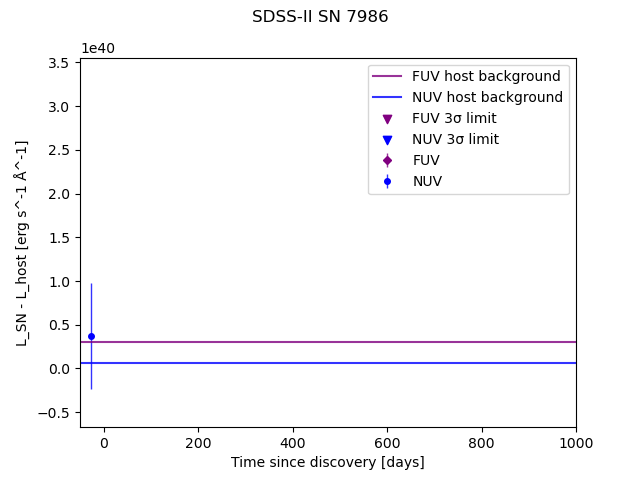 SDSS-II SN 7986
1e40
3.5
3.0
2.5
2.0
1.5
1.0
0.5
0.0
−0.5
L_SN - L_host [erg s^-1 Å^-1]
FUV host background
NUV host background
FUV 3σ limit
NUV 3σ limit
FUV
NUV
0 200 400 600 800 1000
Time since discovery [days]